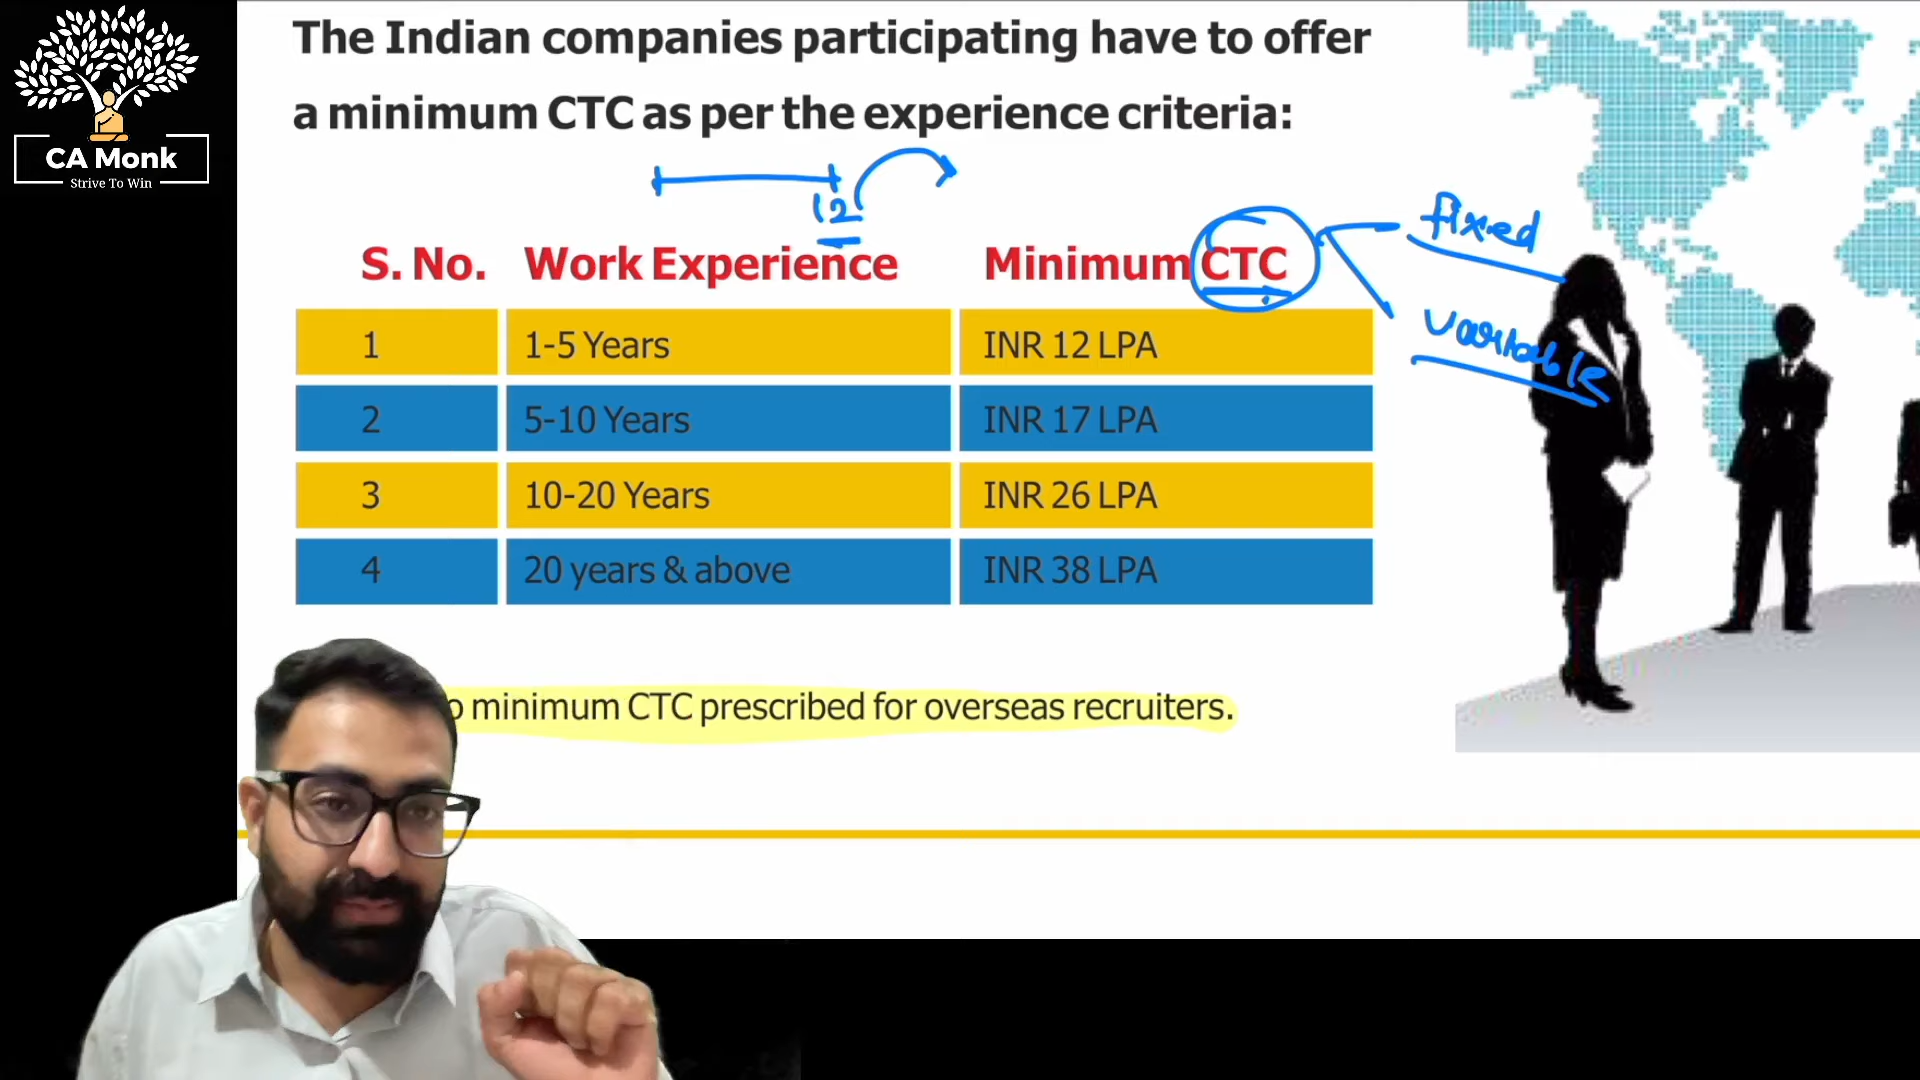 CA Monk
Strive To Win
The Indian companies participating have to offer
a minimum CTC as per the experience criteria:
12
fixed
variable
S. No. Work Experience Minimum CTC
1 1-5 Years INR 12 LPA
2 5-10 Years INR 17 LPA
3 10-20 Years INR 26 LPA
4 20 years & above INR 38 LPA
minimum CTC prescribed for overseas recruiters.